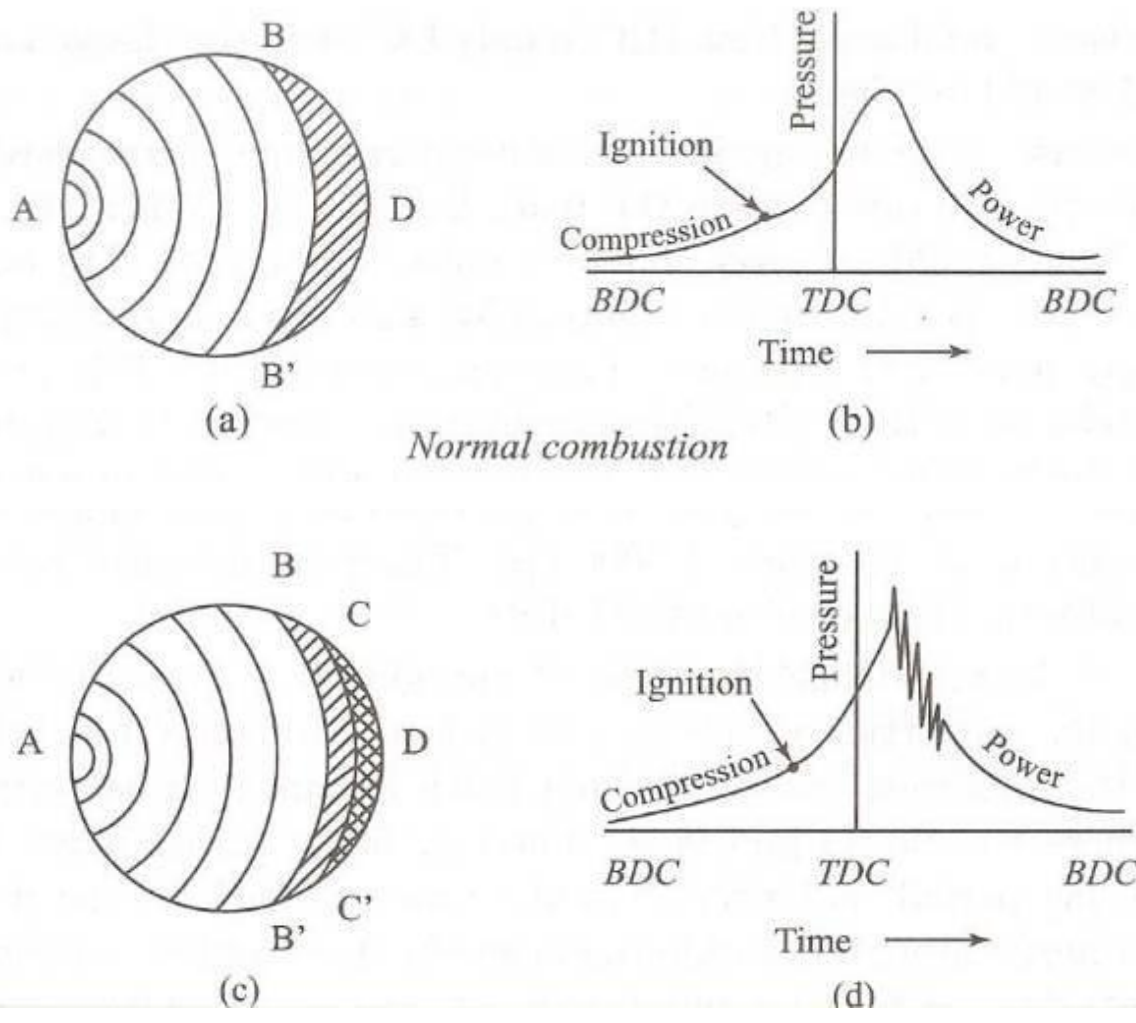 B
A
D
B'
(a)
Pressure
Ignition
Compression
Power
BDC
TDC
BDC
Time
(b)
Normal combustion
B
C
A
D
C'
B'
(c)
Pressure
Ignition
Compression
Power
BDC
TDC
BDC
Time
(d)